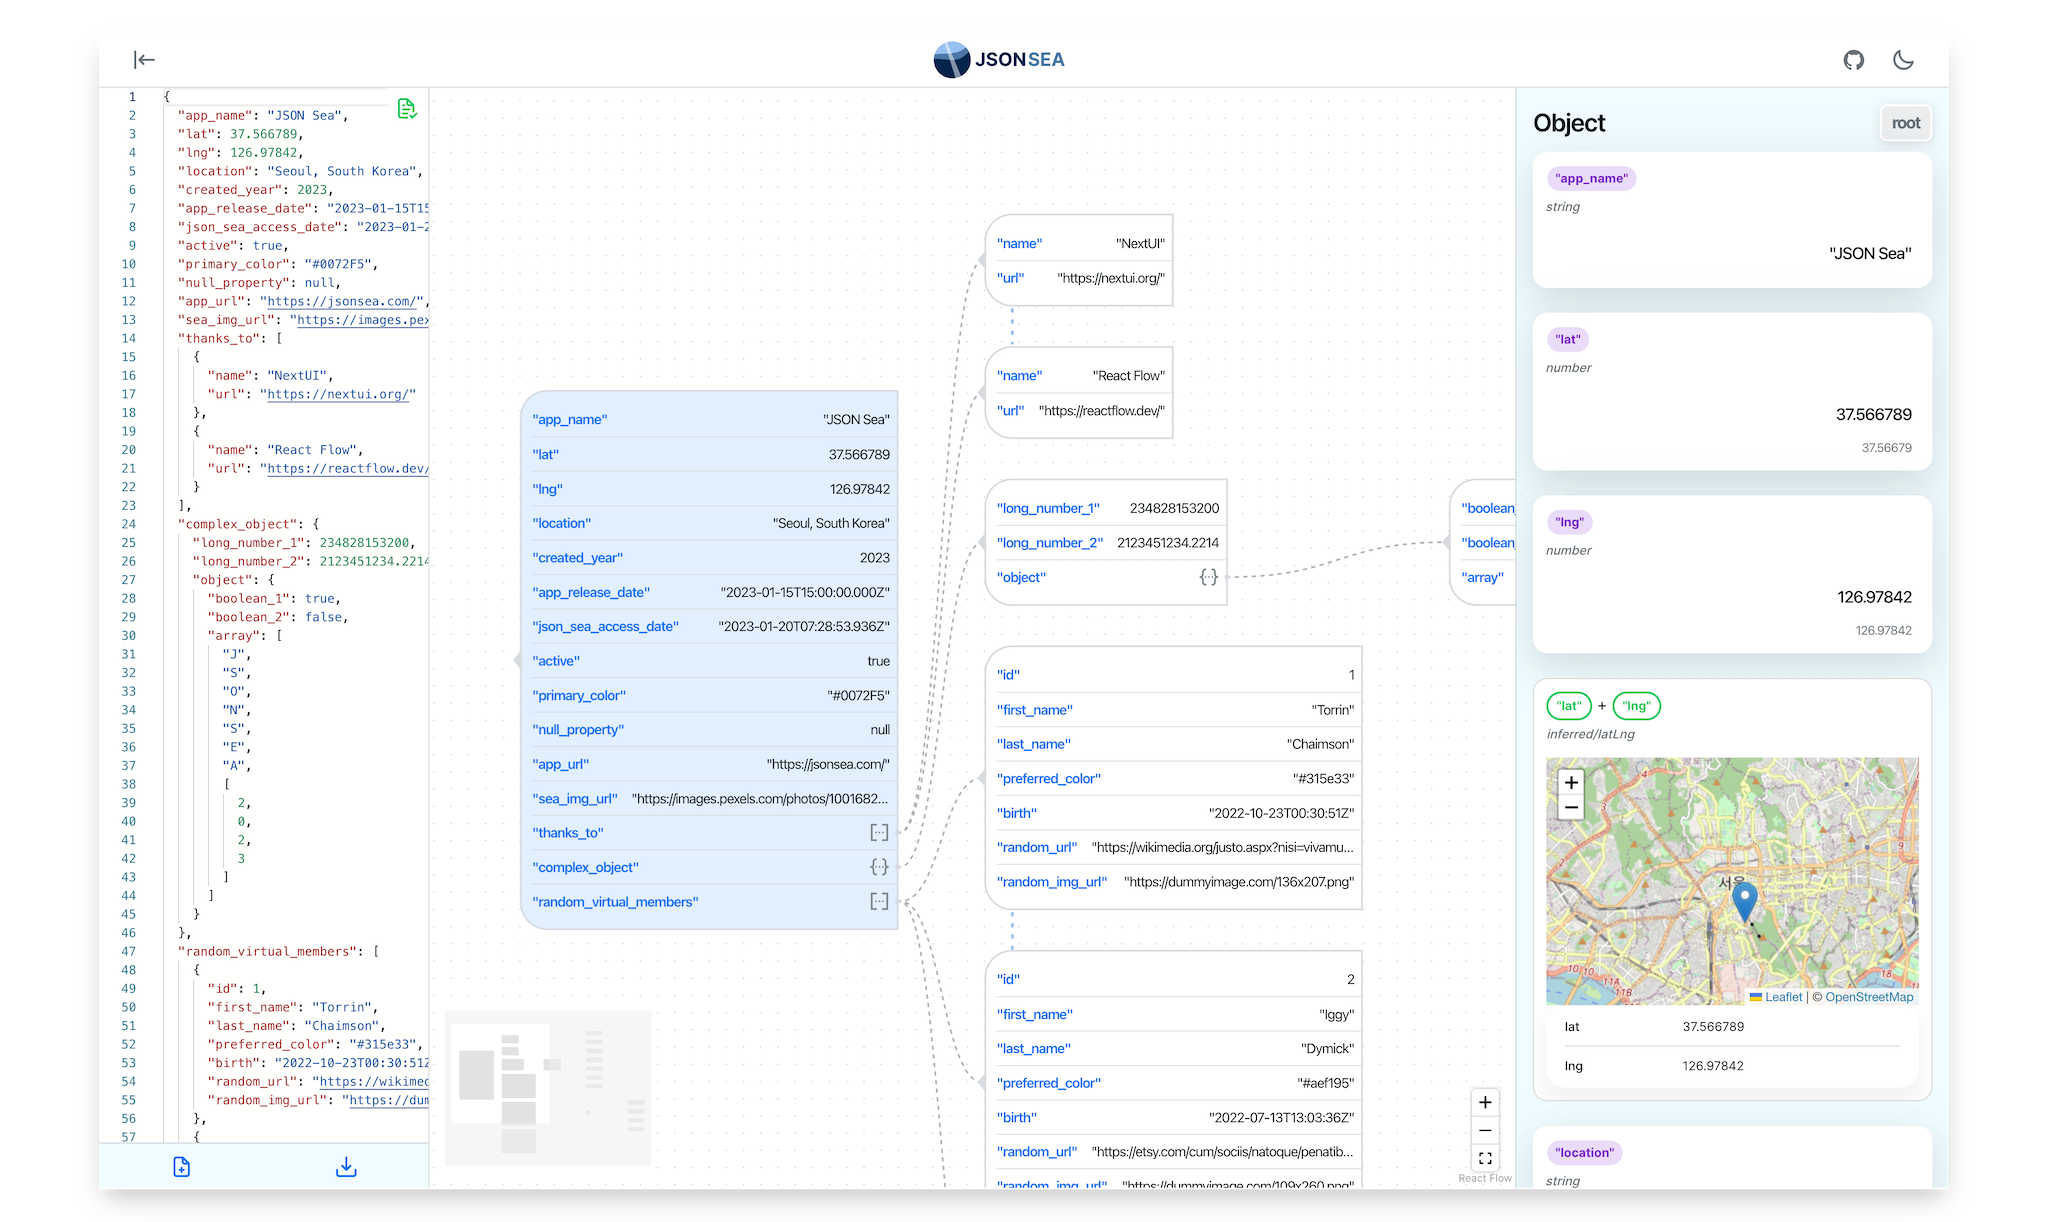 JSON SEA
1 {
2 "app_name": "JSON Sea",
3 "lat": 37.566789,
4 "lng": 126.97842,
5 "location": "Seoul, South Korea",
6 "created_year": 2023,
7 "app_release_date": "2023-01-15T15
8 "json_sea_access_date": "2023-01-2
9 "active": true,
10 "primary_color": "#0072F5",
11 "null_property": null,
12 "app_url": "https://jsonsea.com/",
13 "sea_img_url": "https://images.pex
14 "thanks_to": [
15 {
16 "name": "NextUI",
17 "url": "https://nextui.org/"
18 },
19 {
20 "name": "React Flow",
21 "url": "https://reactflow.dev/
22 }
23 ],
24 "complex_object": {
25 "long_number_1": 234828153200,
26 "long_number_2": 2123451234.2214
27 "object": {
28 "boolean_1": true,
29 "boolean_2": false,
30 "array": [
31 "J",
32 "S",
33 "O",
34 "N",
35 "S",
36 "E",
37 "A",
38 [
39 2,
40 0,
41 2,
42 3
43 ]
44 ]
45 }
46 },
47 "random_virtual_members": [
48 {
49 "id": 1,
50 "first_name": "Torrin",
51 "last_name": "Chaimson",
52 "preferred_color": "#315e33",
53 "birth": "2022-10-23T00:30:51Z
54 "random_url": "https://wikimed
55 "random_img_url": "https://dum
56 },
57 {
"app_name" "JSON Sea"
"lat" 37.566789
"lng" 126.97842
"location" "Seoul, South Korea"
"created_year" 2023
"app_release_date" "2023-01-15T15:00:00.000Z"
"json_sea_access_date" "2023-01-20T07:28:53.936Z"
"active" true
"primary_color" "#0072F5"
"null_property" null
"app_url" "https://jsonsea.com/"
"sea_img_url" "https://images.pexels.com/photos/1001682...
"thanks_to" [...]
"complex_object" {...}
"random_virtual_members" [...]
"name" "NextUI"
"url" "https://nextui.org/"
"name" "React Flow"
"url" "https://reactflow.dev/"
"long_number_1" 234828153200
"long_number_2" 2123451234.2214
"object" {...}
"boolean_
"boolean_
"array"
"id" 1
"first_name" "Torrin"
"last_name" "Chaimson"
"preferred_color" "#315e33"
"birth" "2022-10-23T00:30:51Z"
"random_url" "https://wikimedia.org/justo.aspx?nisi=vivamu...
"random_img_url" "https://dummyimage.com/136x207.png"
"id" 2
"first_name" "Iggy"
"last_name" "Dymick"
"preferred_color" "#aef195"
"birth" "2022-07-13T13:03:36Z"
"random_url" "https://etsy.com/cum/sociis/natoque/penatib...
"random_img_url" "https://dummyimage.com/109x260.png"
+
−
React Flow
Object root
"app_name"
string
"JSON Sea"
"lat"
number
37.566789
37.56679
"lng"
number
126.97842
126.97842
"lat" + "lng"
inferred/latLng
+
−
서울
10 10
11A
11B
18
Leaflet | © OpenStreetMap
lat 37.566789
lng 126.97842
"location"
string